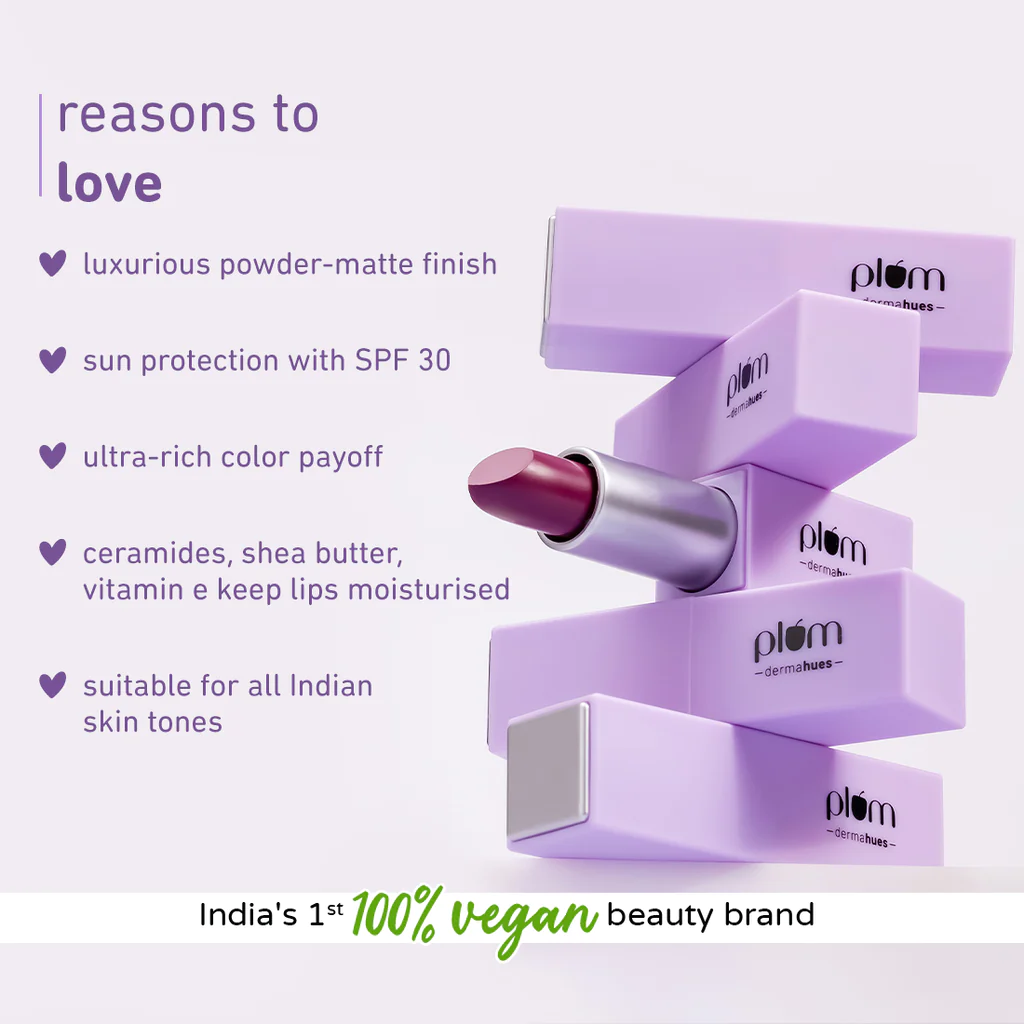 reasons to
love
luxurious powder-matte finish
sun protection with SPF 30
ultra-rich color payoff
ceramides, shea butter,
vitamin e keep lips moisturised
suitable for all Indian
skin tones
plum
dermahues
plum
-dermahues-
plum
plum
-dermahues-
plum
-dermahues-
India's 1st 100% vegan beauty brand